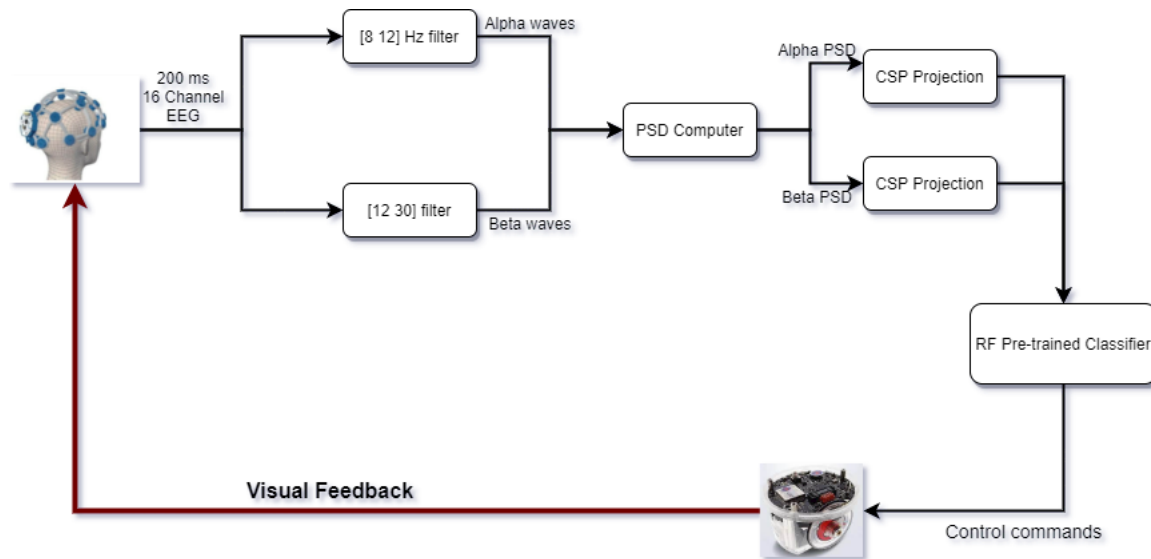 Alpha waves
[8 12] Hz filter
200 ms
16 Channel
EEG
Alpha PSD
CSP Projection
PSD Computer
Beta PSD
CSP Projection
[12 30] filter
Beta waves
RF Pre-trained Classifier
Visual Feedback
Control commands